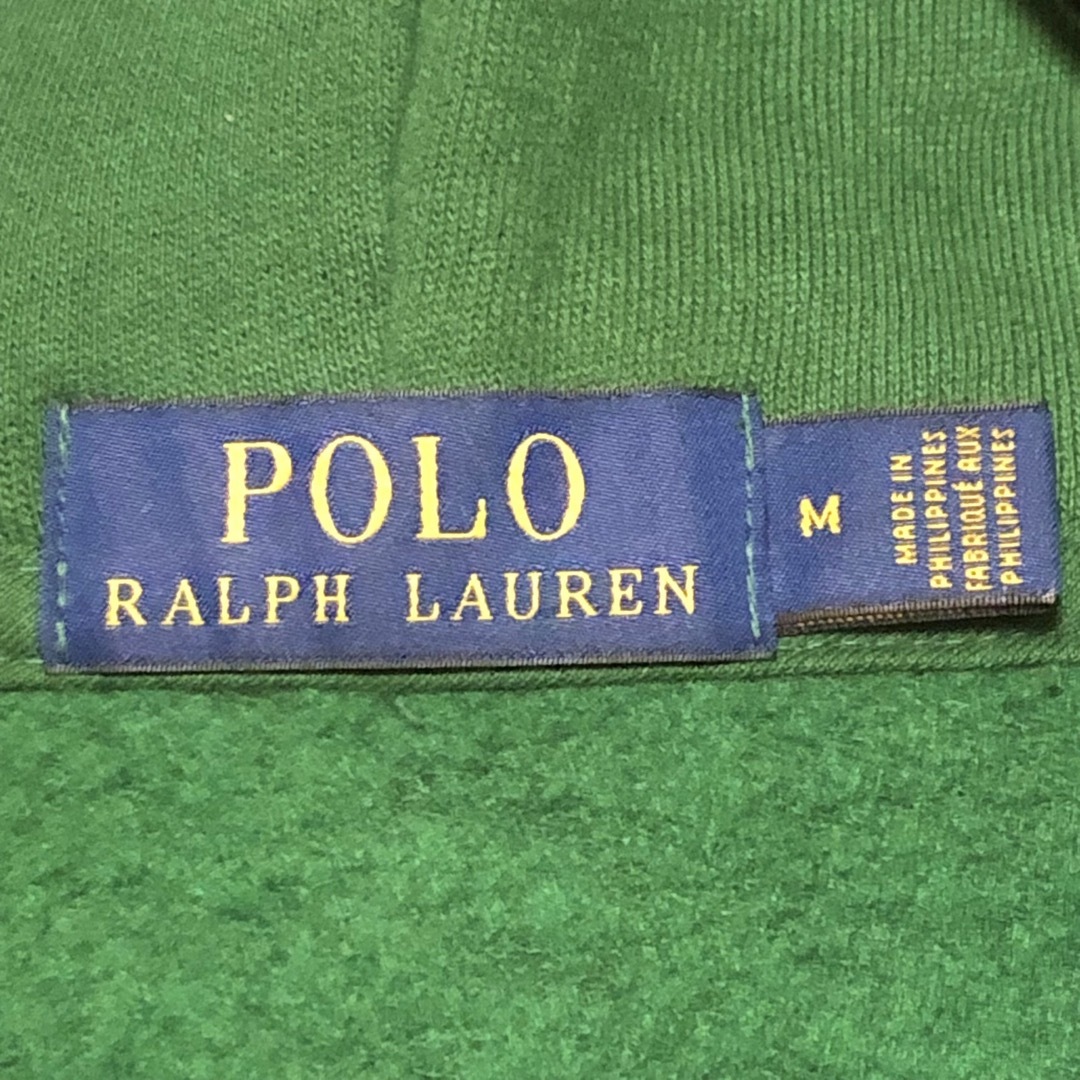 POLO
RALPH LAUREN
M
MADE IN
PHILIPPINES
FABRIQUÉ AUX
PHILIPPINES